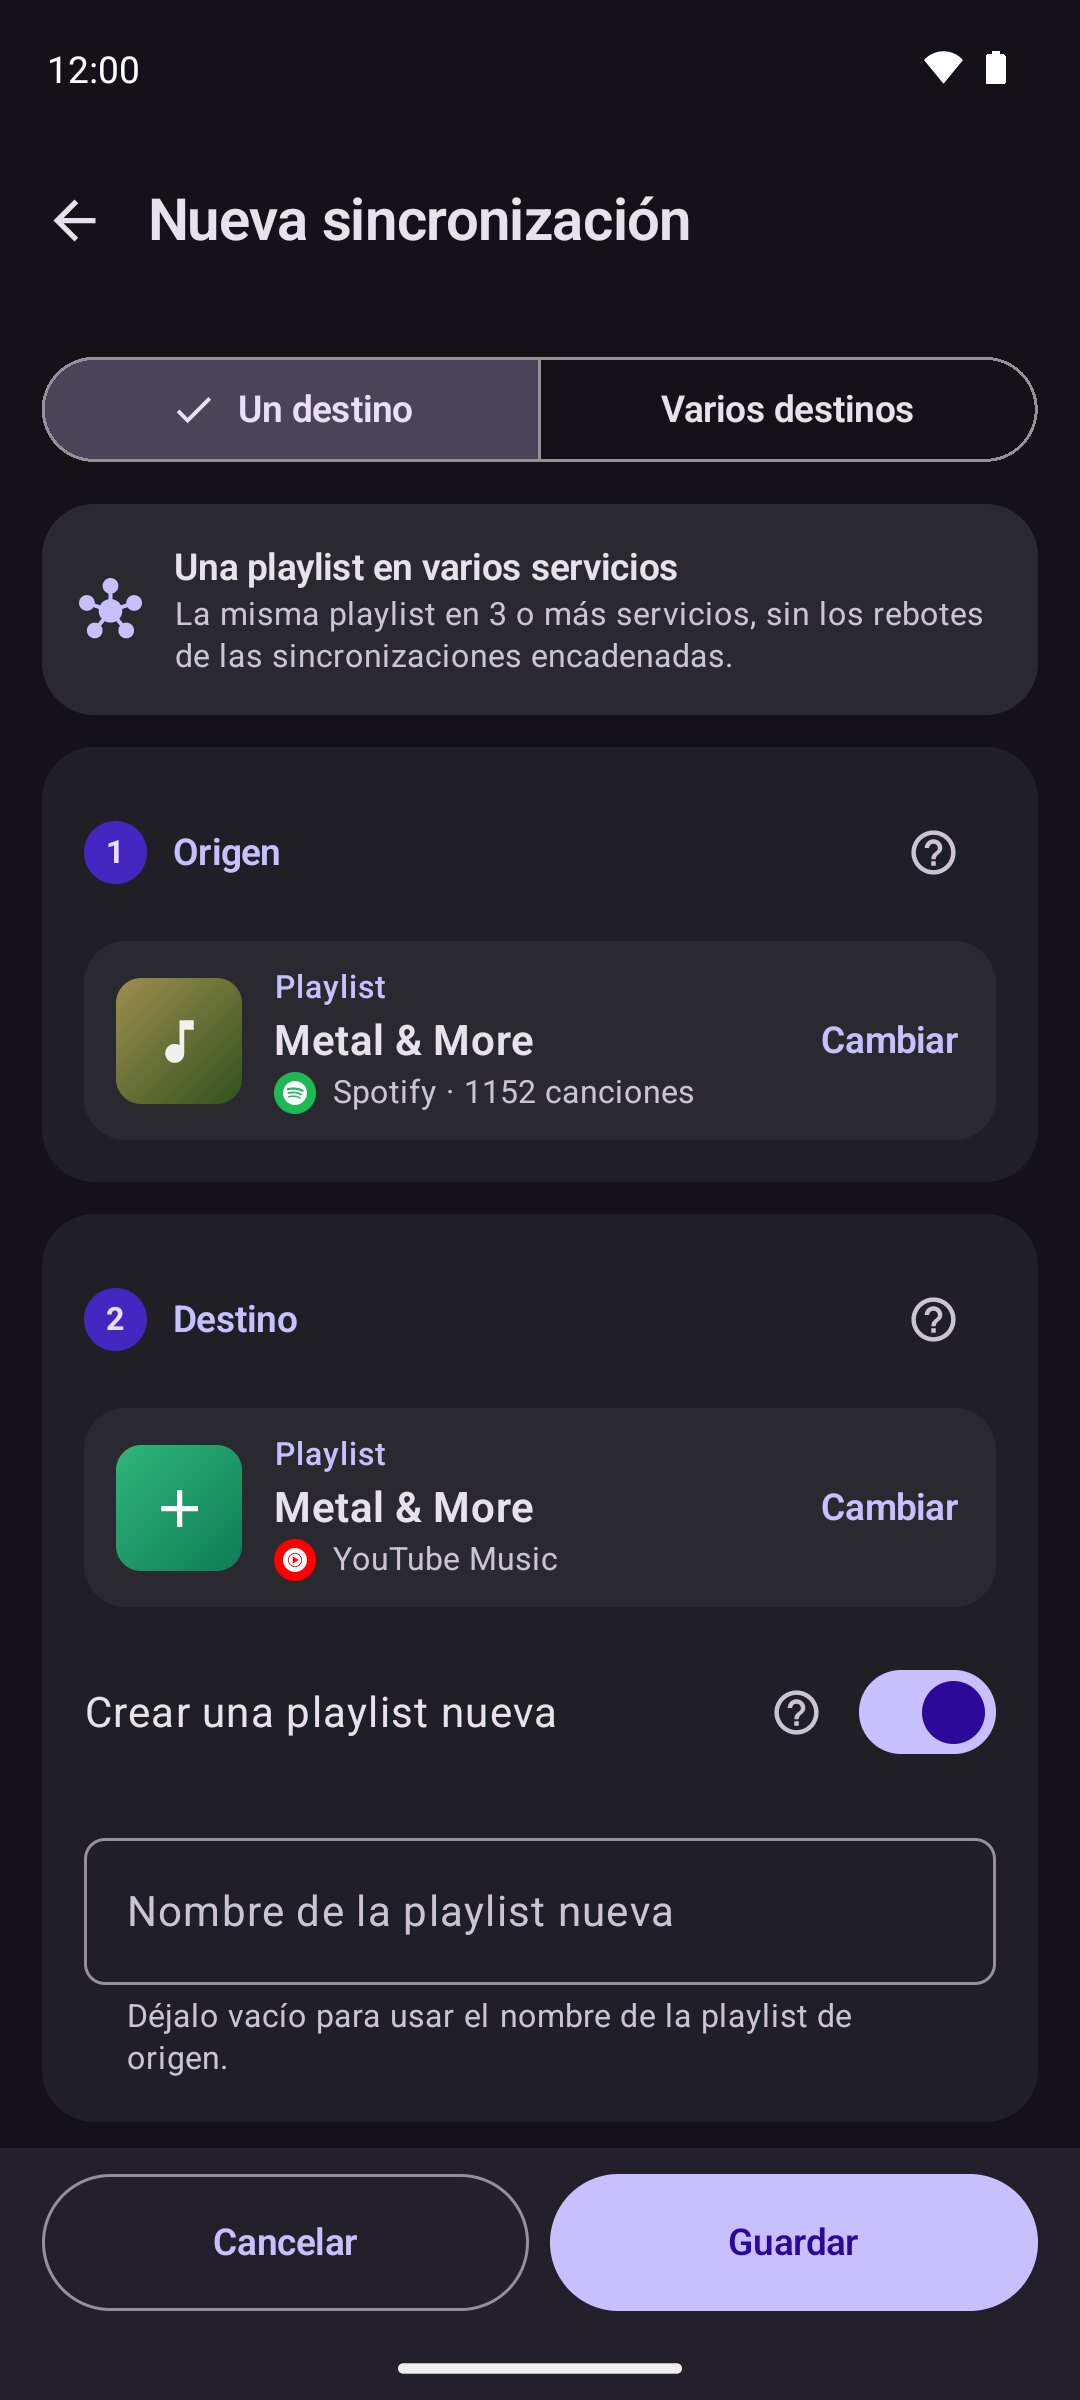 12:00
Nueva sincronización
Un destino
Varios destinos
Una playlist en varios servicios
La misma playlist en 3 o más servicios, sin los rebotes
de las sincronizaciones encadenadas.
1
Origen
Playlist
Metal & More
Spotify · 1152 canciones
Cambiar
2
Destino
Playlist
Metal & More
YouTube Music
Cambiar
Crear una playlist nueva
Nombre de la playlist nueva
Déjalo vacío para usar el nombre de la playlist de
origen.
Cancelar
Guardar